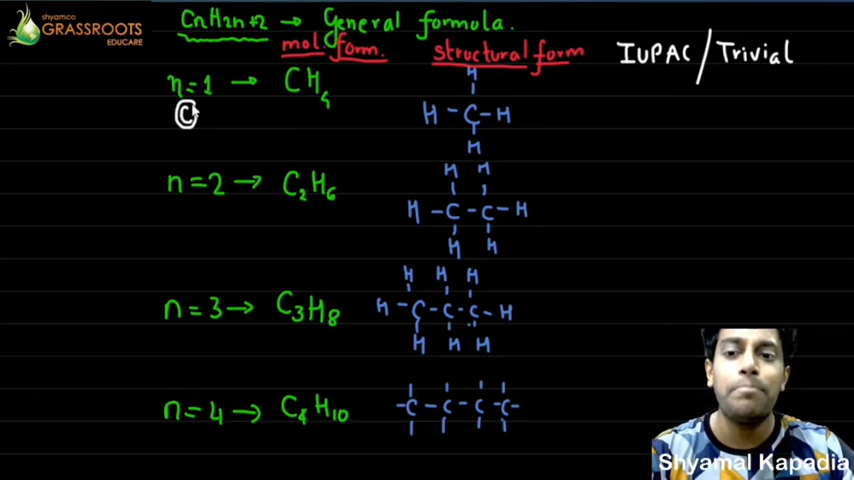 shyamco
GRASSROOTS
EDUCARE
CnH2n+2 → General formula.
mol. form. structural form IUPAC / Trivial
n=1 → CH4
C
H
H - C - H
H
n=2 → C2H6
H H
H - C - C - H
H H
n=3 → C3H8
H H H
H - C - C - C - H
H H H
n=4 → C4H10
- C - C - C - C -
Shyamal Kapadia